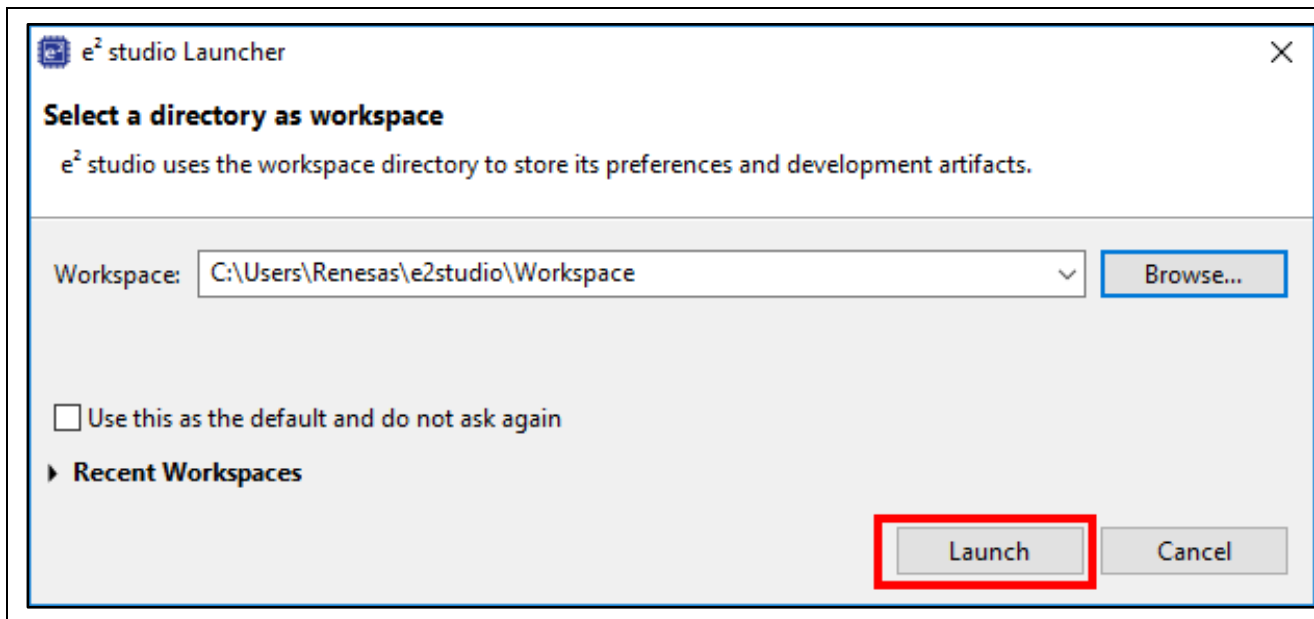 e² studio Launcher
Select a directory as workspace
e² studio uses the workspace directory to store its preferences and development artifacts.
Workspace: C:\Users\Renesas\e2studio\Workspace Browse...
Use this as the default and do not ask again
Recent Workspaces
Launch Cancel